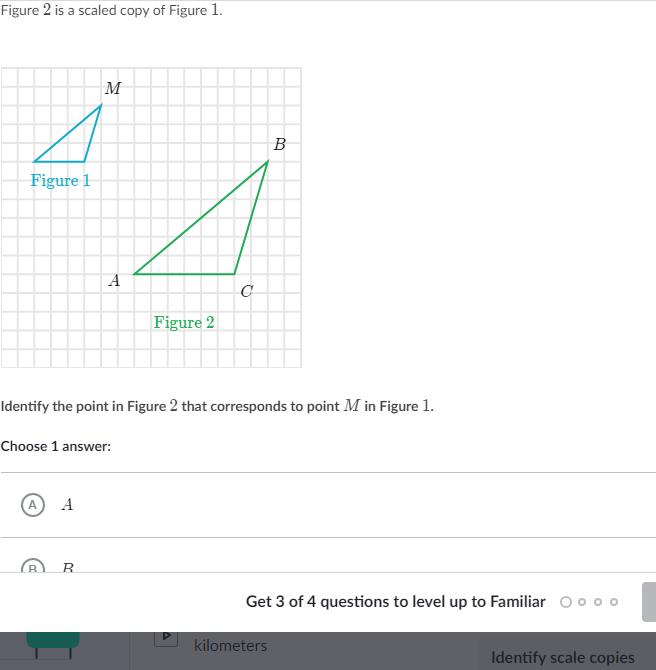 Figure 2 is a scaled copy of Figure 1.
M
B
Figure 1
A
C
Figure 2
Identify the point in Figure 2 that corresponds to point M in Figure 1.
Choose 1 answer:
A A
B B
Get 3 of 4 questions to level up to Familiar
kilometers
Identify scale copies